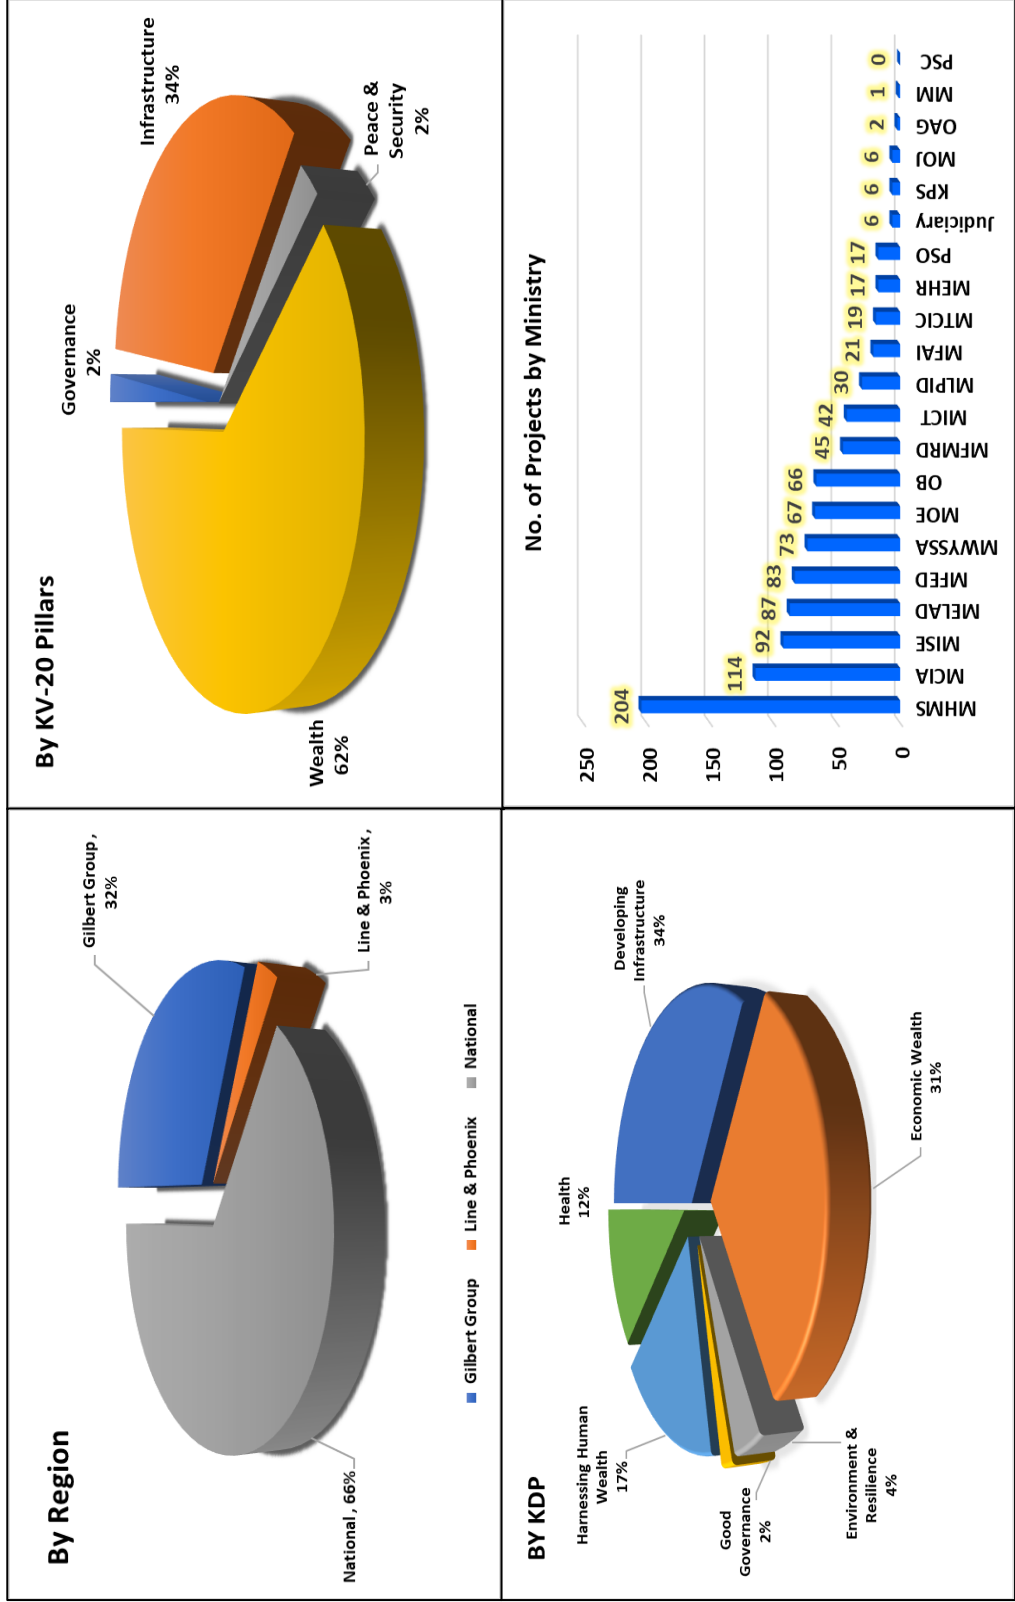 By Region
Gilbert Group ,
32%
Line & Phoenix ,
3%
National , 66%
Gilbert Group
Line & Phoenix
National
By KV-20 Pillars
Governance
2%
Infrastructure
34%
Peace &
Security
2%
Wealth
62%
BY KDP
Health
12%
Developing
Infrastructure
34%
Economic Wealth
31%
Environment &
Resilience
4%
Good
Governance
2%
Harnessing Human
Wealth
17%
No. of Projects by Ministry
250
200
150
100
50
0
204
114
92
87
83
73
67
66
45
42
30
21
19
17
17
6
6
6
2
1
0
MHMS
MCIA
MISE
MELAD
MFED
MWYSSA
MOE
OB
MFMRD
MICT
MLPID
MFAI
MTCIC
MEHR
PSO
Judiciary
KPS
MOJ
OAG
MM
PSC